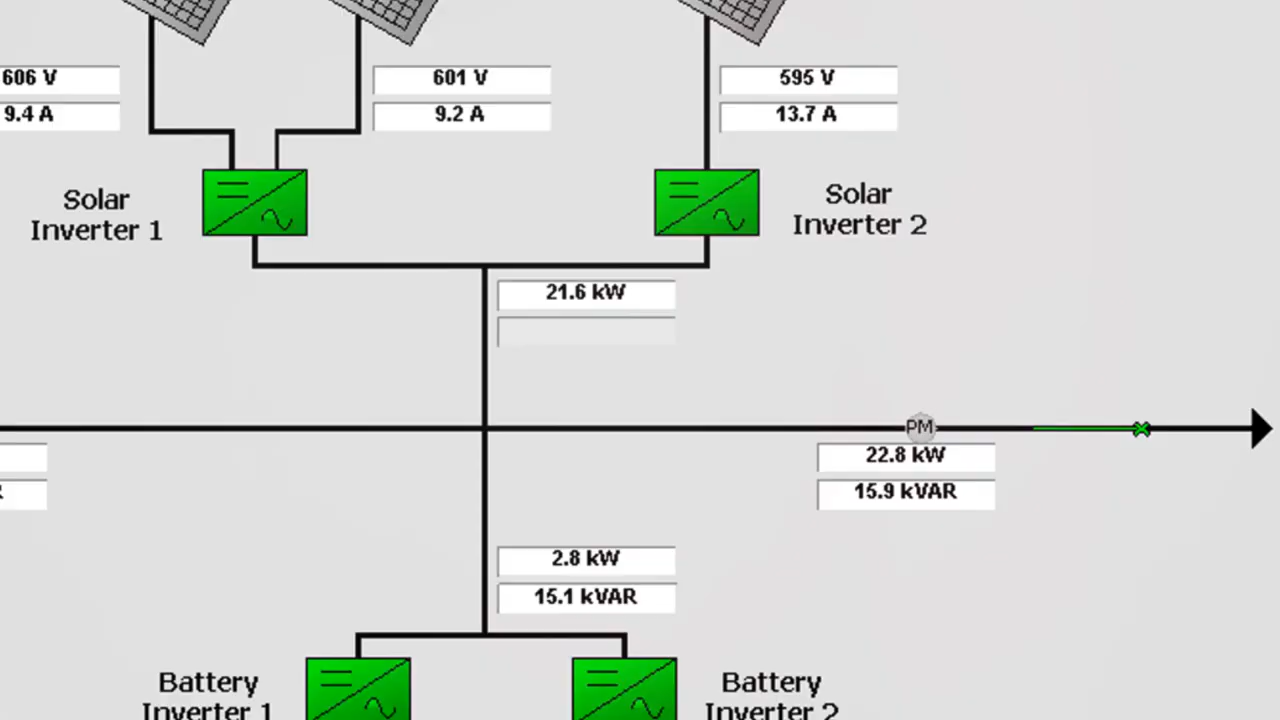 606 V
601 V
595 V
9.4 A
9.2 A
13.7 A
Solar
Inverter 1
Solar
Inverter 2
21.6 kW
PM
22.8 kW
15.9 kVAR
2.8 kW
15.1 kVAR
Battery
Inverter 1
Battery
Inverter 2